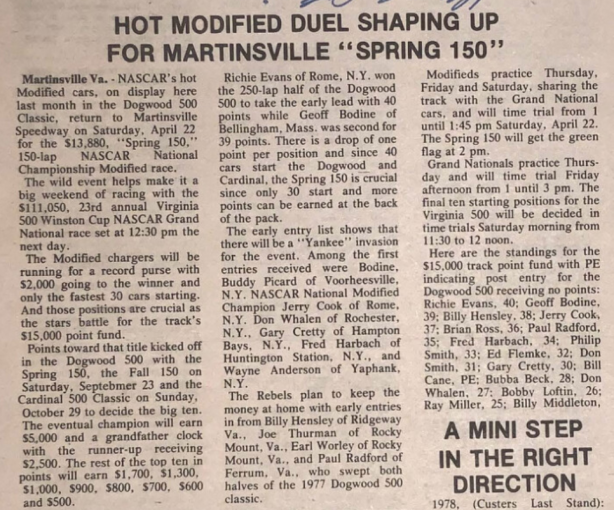 HOT MODIFIED DUEL SHAPING UP
FOR MARTINSVILLE "SPRING 150"
Martinsville Va. - NASCAR's hot
Modified cars, on display here
last month in the Dogwood 500
Classic, return to Martinsville
Speedway on Saturday, April 22
for the $13,880, "Spring 150,"
150-lap NASCAR National
Championship Modified race.
The wild event helps make it a
big weekend of racing with the
$111,050, 23rd annual Virginia
500 Winston Cup NASCAR Grand
National race set at 12:30 pm the
next day.
The Modified chargers will be
running for a record purse with
$2,000 going to the winner and
only the fastest 30 cars starting.
And those positions are crucial as
the stars battle for the track's
$15,000 point fund.
Points toward that title kicked off
in the Dogwood 500 with the
Spring 150, the Fall 150 on
Saturday, Septebmer 23 and the
Cardinal 500 Classic on Sunday,
October 29 to decide the big ten.
The eventual champion will earn
$5,000 and a grandfather clock
with the runner-up receiving
$2,500. The rest of the top ten in
points will earn $1,700, $1,300,
$1,000, $900, $800, $700, $600
and $500.
Richie Evans of Rome, N.Y. won
the 250-lap half of the Dogwood
500 to take the early lead with 40
points while Geoff Bodine of
Bellingham, Mass. was second for
39 points. There is a drop of one
point per position and since 40
cars start the Dogwood and
Cardinal, the Spring 150 is crucial
since only 30 start and more
points can be earned at the back
of the pack.
The early entry list shows that
there will be a "Yankee" invasion
for the event. Among the first
entries received were Bodine,
Buddy Picard of Voorheesville,
N.Y. NASCAR National Modified
Champion Jerry Cook of Rome,
N.Y. Don Whalen of Rochester,
N.Y., Gary Cretty of Hampton
Bays, N.Y., Fred Harbach of
Huntington Station, N.Y., and
Wayne Anderson of Yaphank,
N.Y.
The Rebels plan to keep the
money at home with early entries
in from Billy Hensley of Ridgeway
Va., Joe Thurman of Rocky
Mount, Va., Earl Worley of Rocky
Mount, Va., and Paul Radford of
Ferrum, Va., who swept both
halves of the 1977 Dogwood 500
classic.
Modifieds practice Thursday,
Friday and Saturday, sharing the
track with the Grand National
cars, and will time trial from 1
until 1:45 pm Saturday, April 22.
The Spring 150 will get the green
flag at 2 pm.
Grand Nationals practice Thurs-
day and will time trial Friday
afternoon from 1 until 3 pm. The
final ten starting positions for the
Virginia 500 will be decided in
time trials Saturday morning from
11:30 to 12 noon.
Here are the standings for the
$15,000 track point fund with PE
indicating post entry for the
Dogwood 500 receiving no points:
Richie Evans, 40; Geoff Bodine,
39; Billy Hensley, 38; Jerry Cook,
37; Brian Ross, 36; Paul Radford,
35; Fred Harbach, 34; Philip
Smith, 33; Ed Flemke, 32; Don
Smith, 31; Gary Cretty, 30; Bill
Cane, PE; Bubba Beck, 28; Don
Whalen, 27; Bobby Loftin, 26;
Ray Miller, 25; Billy Middleton,
A MINI STEP
IN THE RIGHT
DIRECTION
1978, (Custers Last Stand):